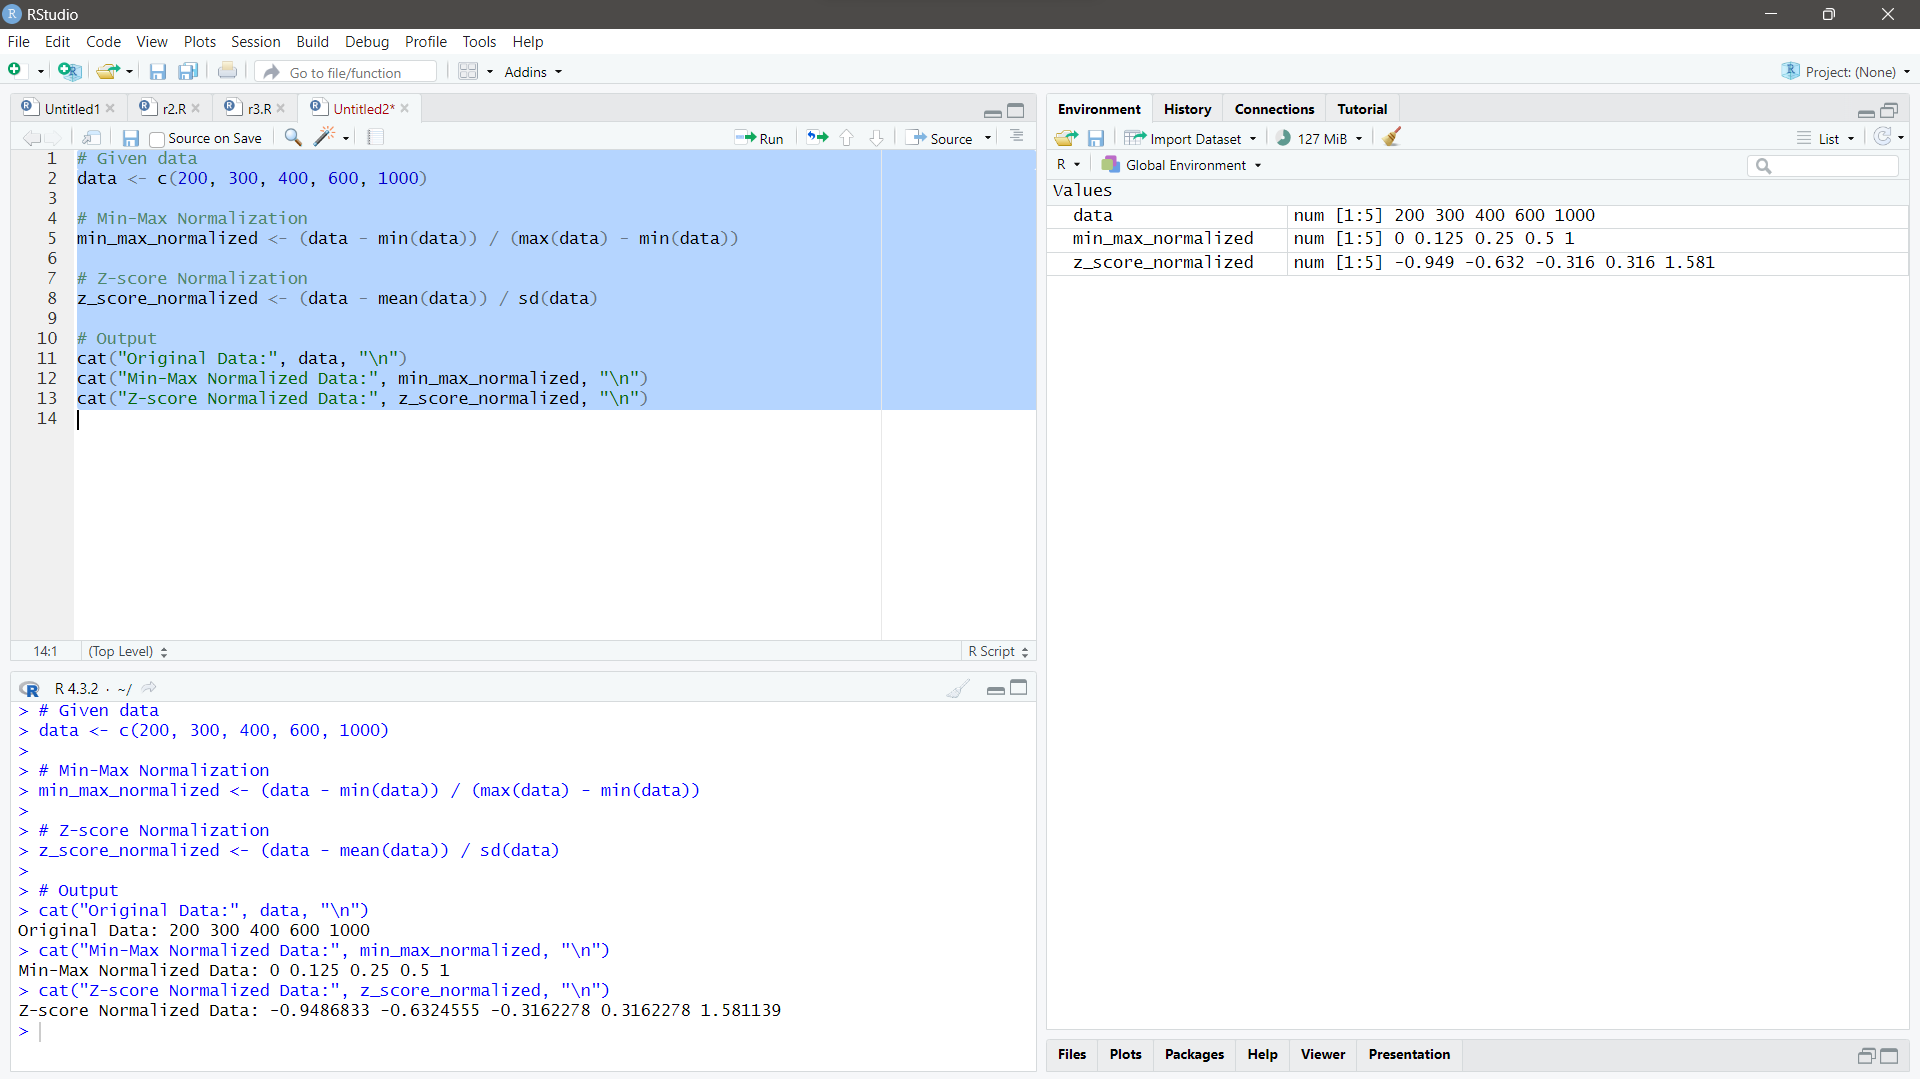 RStudio
File Edit Code View Plots Session Build Debug Profile Tools Help
Go to file/function Addins Project: (None)
Untitled1 r2.R r3.R Untitled2*
Source on Save Run Source
1 # Given data
2 data <- c(200, 300, 400, 600, 1000)
3
4 # Min-Max Normalization
5 min_max_normalized <- (data - min(data)) / (max(data) - min(data))
6
7 # Z-score Normalization
8 z_score_normalized <- (data - mean(data)) / sd(data)
9
10 # Output
11 cat("Original Data:", data, "\n")
12 cat("Min-Max Normalized Data:", min_max_normalized, "\n")
13 cat("Z-score Normalized Data:", z_score_normalized, "\n")
14
14:1 (Top Level) R Script
R 4.3.2 · ~/
> # Given data
> data <- c(200, 300, 400, 600, 1000)
>
> # Min-Max Normalization
> min_max_normalized <- (data - min(data)) / (max(data) - min(data))
>
> # Z-score Normalization
> z_score_normalized <- (data - mean(data)) / sd(data)
>
> # Output
> cat("Original Data:", data, "\n")
Original Data: 200 300 400 600 1000
> cat("Min-Max Normalized Data:", min_max_normalized, "\n")
Min-Max Normalized Data: 0 0.125 0.25 0.5 1
> cat("Z-score Normalized Data:", z_score_normalized, "\n")
Z-score Normalized Data: -0.9486833 -0.6324555 -0.3162278 0.3162278 1.581139
>
Environment History Connections Tutorial
Import Dataset 127 MiB List
R Global Environment
Values
data num [1:5] 200 300 400 600 1000
min_max_normalized num [1:5] 0 0.125 0.25 0.5 1
z_score_normalized num [1:5] -0.949 -0.632 -0.316 0.316 1.581
Files Plots Packages Help Viewer Presentation